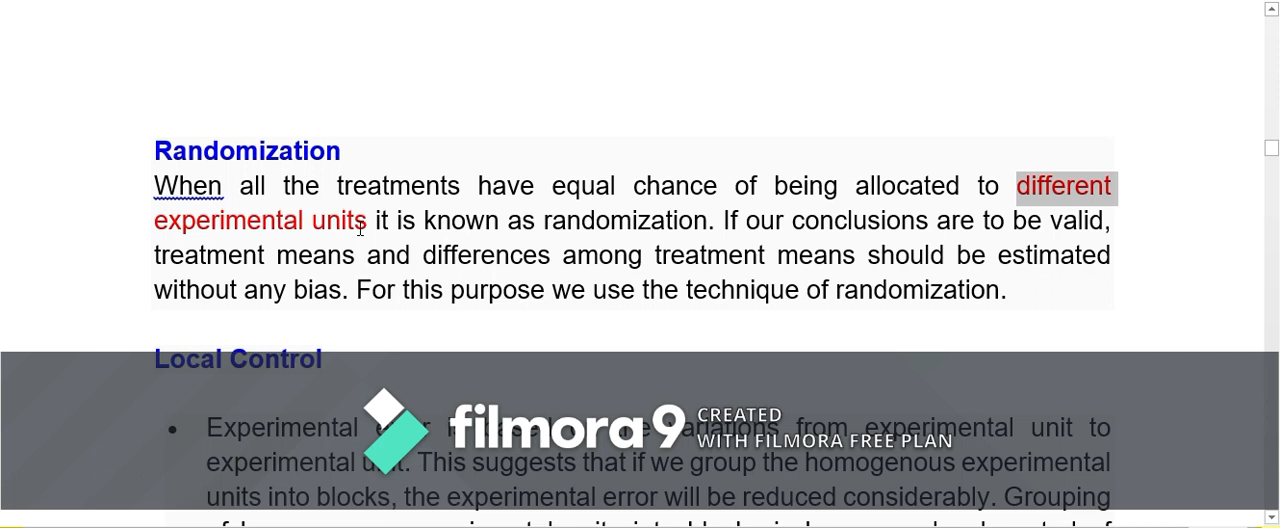 Randomization
When all the treatments have equal chance of being allocated to different
experimental units it is known as randomization. If our conclusions are to be valid,
treatment means and differences among treatment means should be estimated
without any bias. For this purpose we use the technique of randomization.
Local Control
filmora9 CREATED WITH FILMORA FREE PLAN
• Experimental variations from experimental unit to
experimental unit. This suggests that if we group the homogenous experimental
units into blocks, the experimental error will be reduced considerably. Grouping